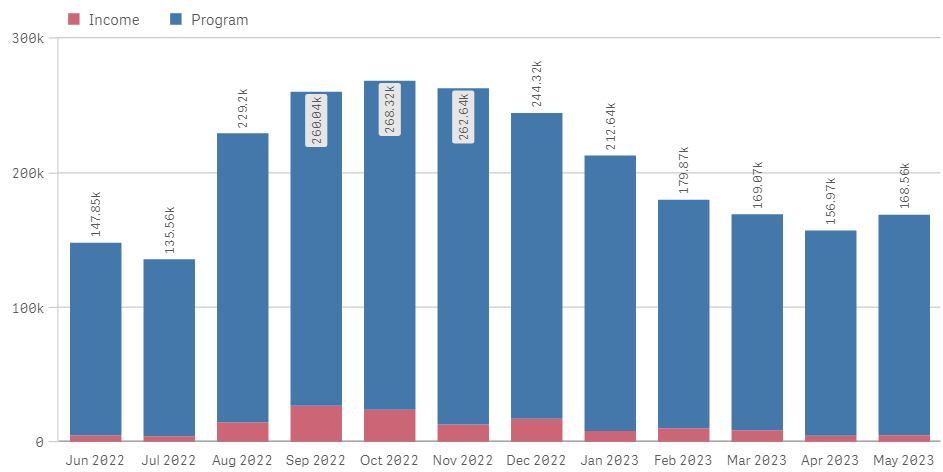 Income Program
300k
200k
100k
0
147.85k
135.56k
229.2k
260.04k
268.32k
262.64k
244.32k
212.64k
179.87k
169.07k
156.97k
168.56k
Jun 2022 Jul 2022 Aug 2022 Sep 2022 Oct 2022 Nov 2022 Dec 2022 Jan 2023 Feb 2023 Mar 2023 Apr 2023 May 2023